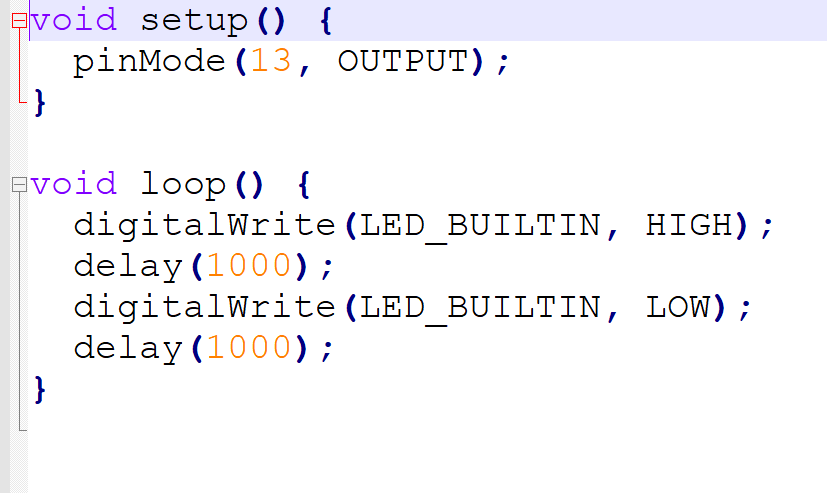 void setup() {
  pinMode(13, OUTPUT);
}

void loop() {
  digitalWrite(LED_BUILTIN, HIGH);
  delay(1000);
  digitalWrite(LED_BUILTIN, LOW);
  delay(1000);
}